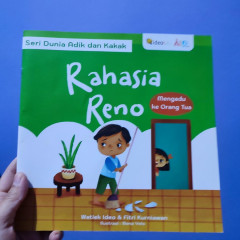 Seri Dunia Adik dan Kakak
Rahasia
Reno
Mengadu
ke Orang Tua
Watiek Ideo & Fitri Kurniawan